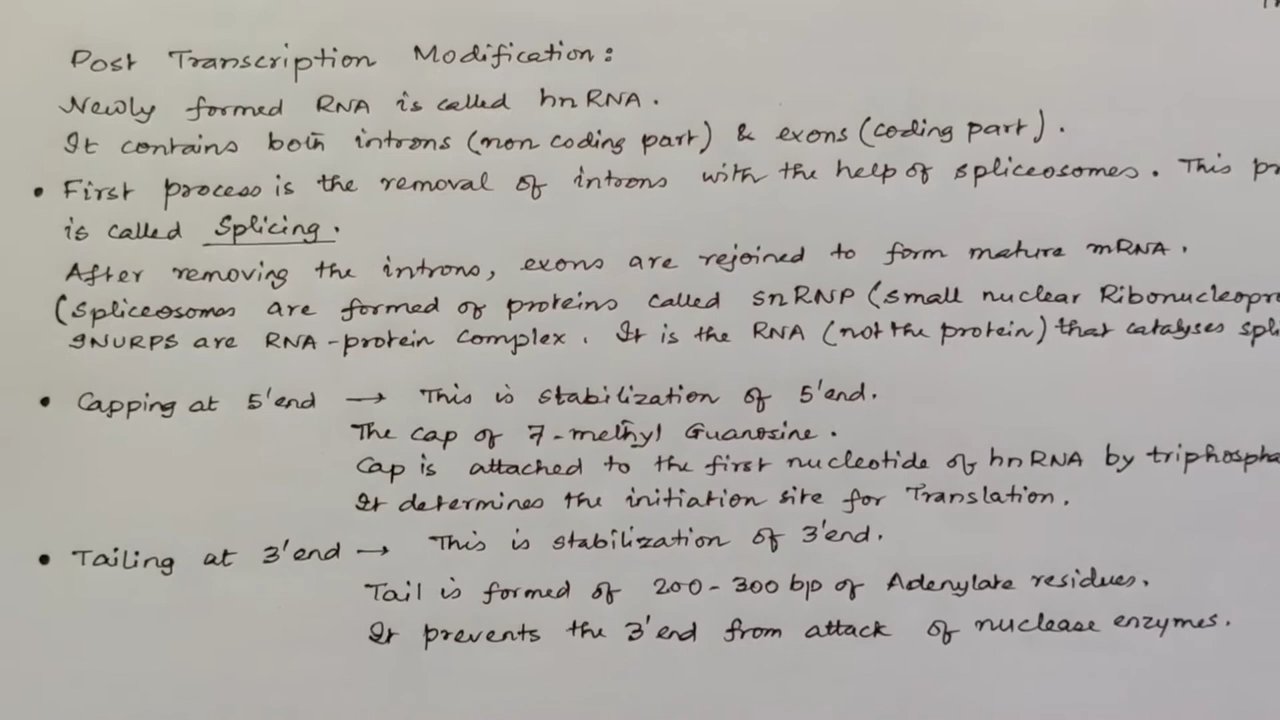 Post Transcription Modification:
Newly formed RNA is called hnRNA.
It contains both introns (non coding part) & exons (coding part).
• First process is the removal of introns with the help of spliceosomes. This pr
is called Splicing.
After removing the introns, exons are rejoined to form mature mRNA.
(Spliceosomes are formed of proteins called snRNP (small nuclear Ribonucleopro
SNURPS are RNA-protein complex. It is the RNA (not the protein) that catalyses spli
• Capping at 5'end → This is stabilization of 5'end.
The cap of 7-methyl Guanosine.
Cap is attached to the first nucleotide of hnRNA by triphospha
It determines the initiation site for Translation.
• Tailing at 3'end → This is stabilization of 3'end.
Tail is formed of 200-300 bp of Adenylate residues.
It prevents the 3'end from attack of nuclease enzymes.